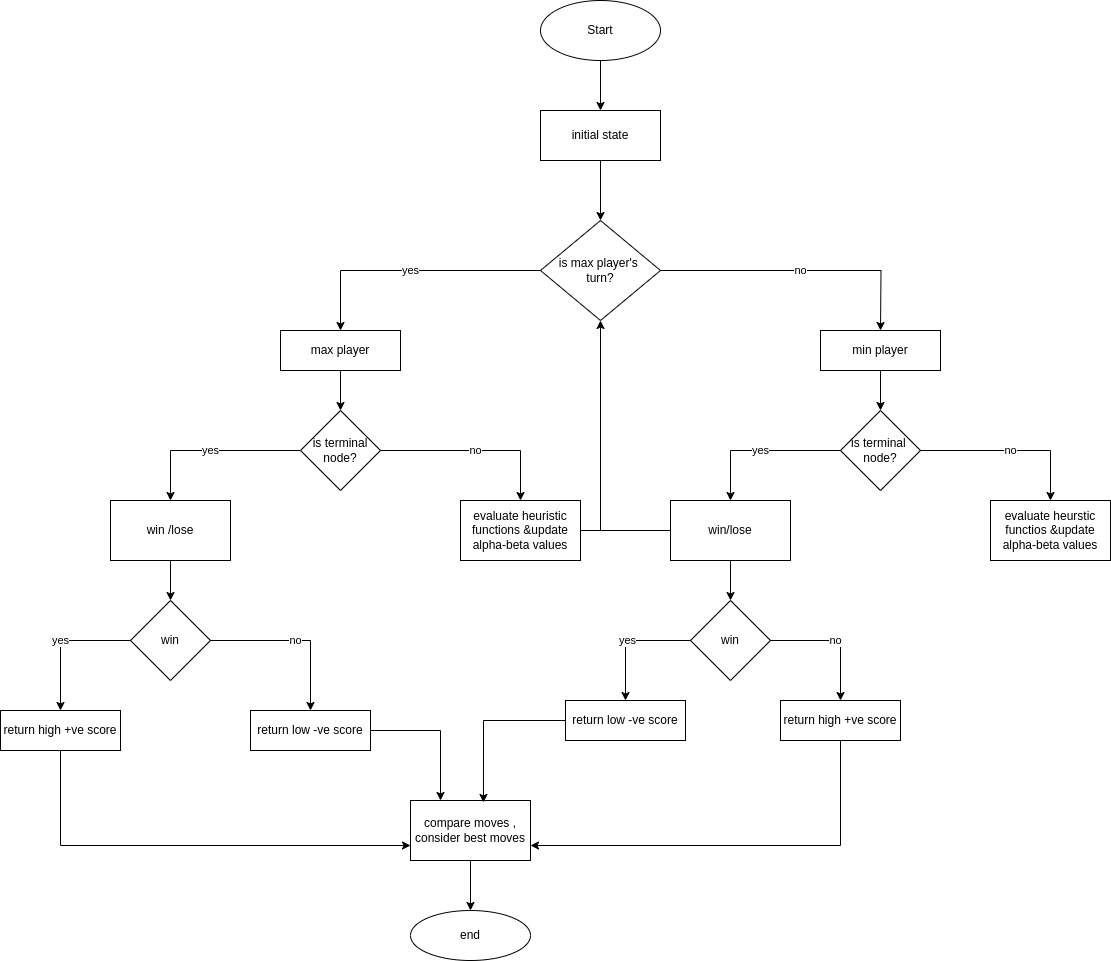 Start
initial state
is max player's
turn?
yes
no
max player
min player
is terminal
node?
is terminal
node?
yes
no
yes
no
win /lose
evaluate heuristic
functions &update
alpha-beta values
win/lose
evaluate heurstic
functios &update
alpha-beta values
win
win
yes
no
yes
no
return high +ve score
return low -ve score
return low -ve score
return high +ve score
compare moves ,
consider best moves
end